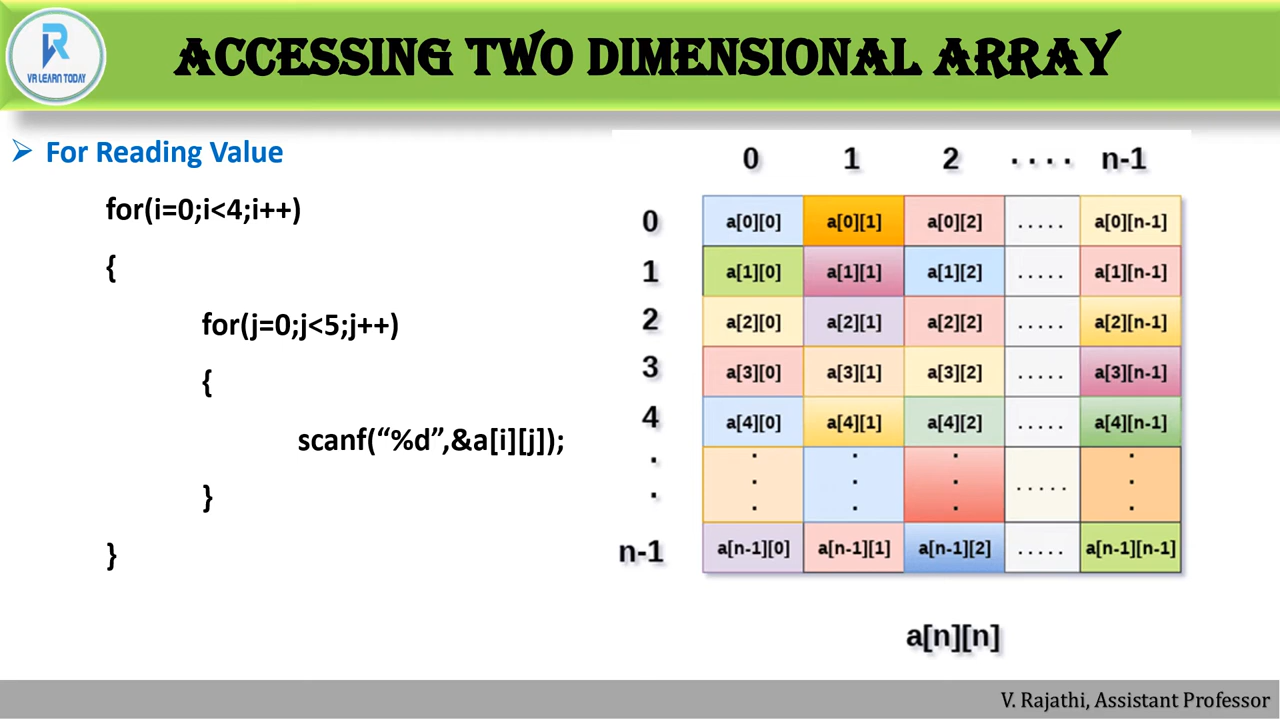 VR LEARN TODAY
ACCESSING TWO DIMENSIONAL ARRAY
For Reading Value
for(i=0;i<4;i++)
{
for(j=0;j<5;j++)
{
scanf(“%d”,&a[i][j]);
}
}
0 1 2 .... n-1
0 a[0][0] a[0][1] a[0][2] ..... a[0][n-1]
1 a[1][0] a[1][1] a[1][2] ..... a[1][n-1]
2 a[2][0] a[2][1] a[2][2] ..... a[2][n-1]
3 a[3][0] a[3][1] a[3][2] ..... a[3][n-1]
4 a[4][0] a[4][1] a[4][2] ..... a[4][n-1]
. . . . ..... .
. . . . .
. . . .
n-1 a[n-1][0] a[n-1][1] a[n-1][2] ..... a[n-1][n-1]
a[n][n]
V. Rajathi, Assistant Professor